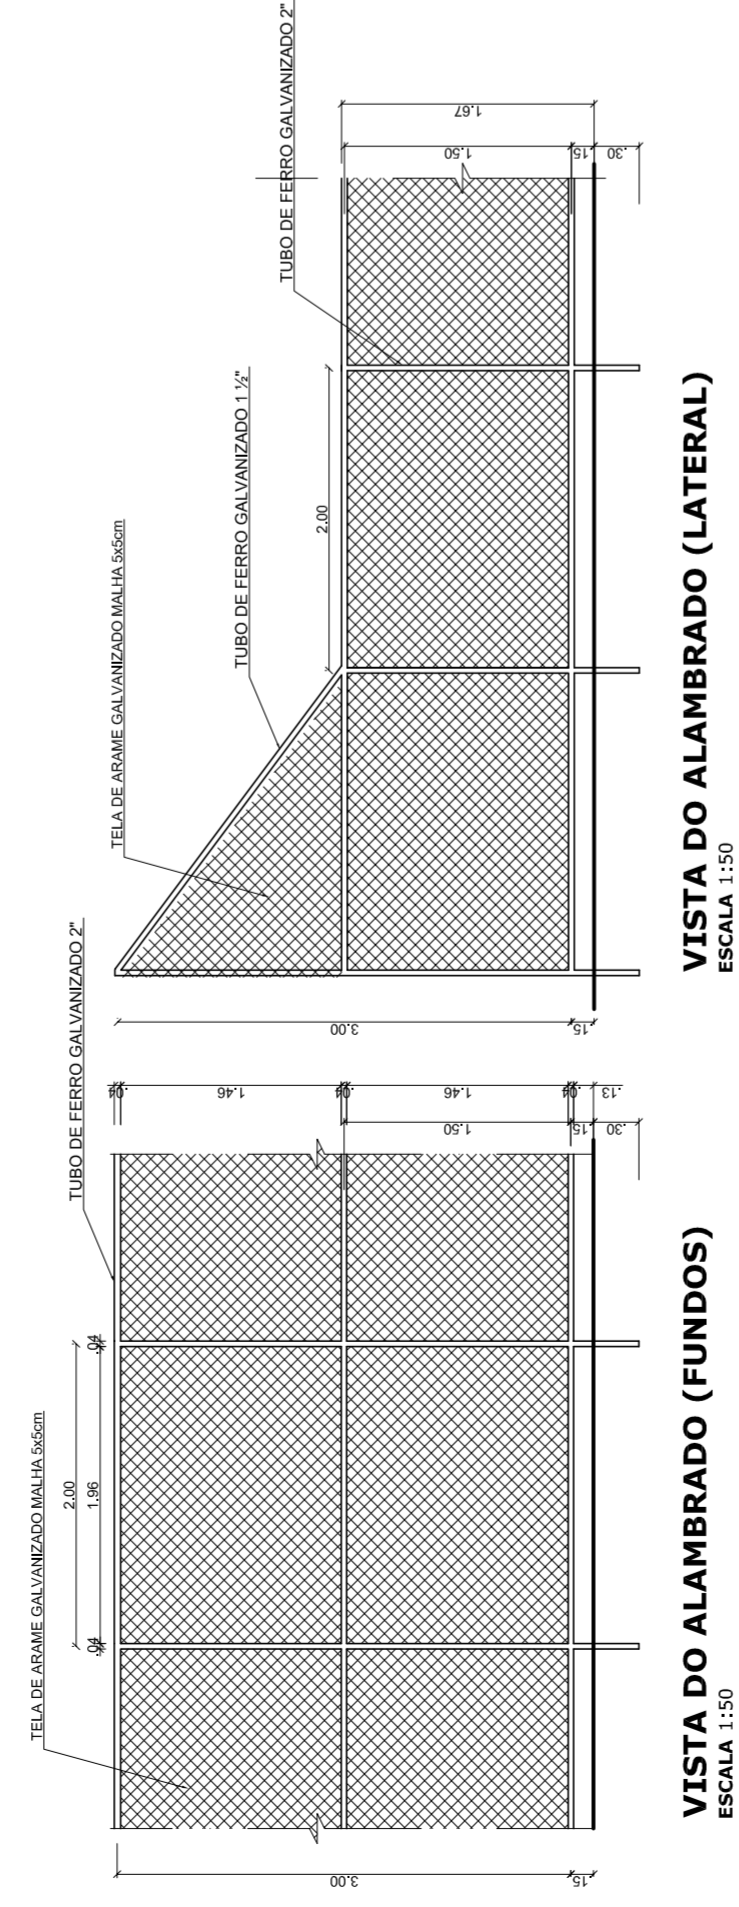 TELA DE ARAME GALVANIZADO MALHA 5x5cm
TUBO DE FERRO GALVANIZADO 2"
2.00
.04
1.96
.04
3.00
.15
.04
1.46
.04
1.46
.04
.13
1.50
.15
.30
VISTA DO ALAMBRADO (FUNDOS)
ESCALA 1:50
TELA DE ARAME GALVANIZADO MALHA 5x5cm
TUBO DE FERRO GALVANIZADO 1 ½"
TUBO DE FERRO GALVANIZADO 2"
2.00
3.00
.15
1.67
1.50
.15
.30
VISTA DO ALAMBRADO (LATERAL)
ESCALA 1:50